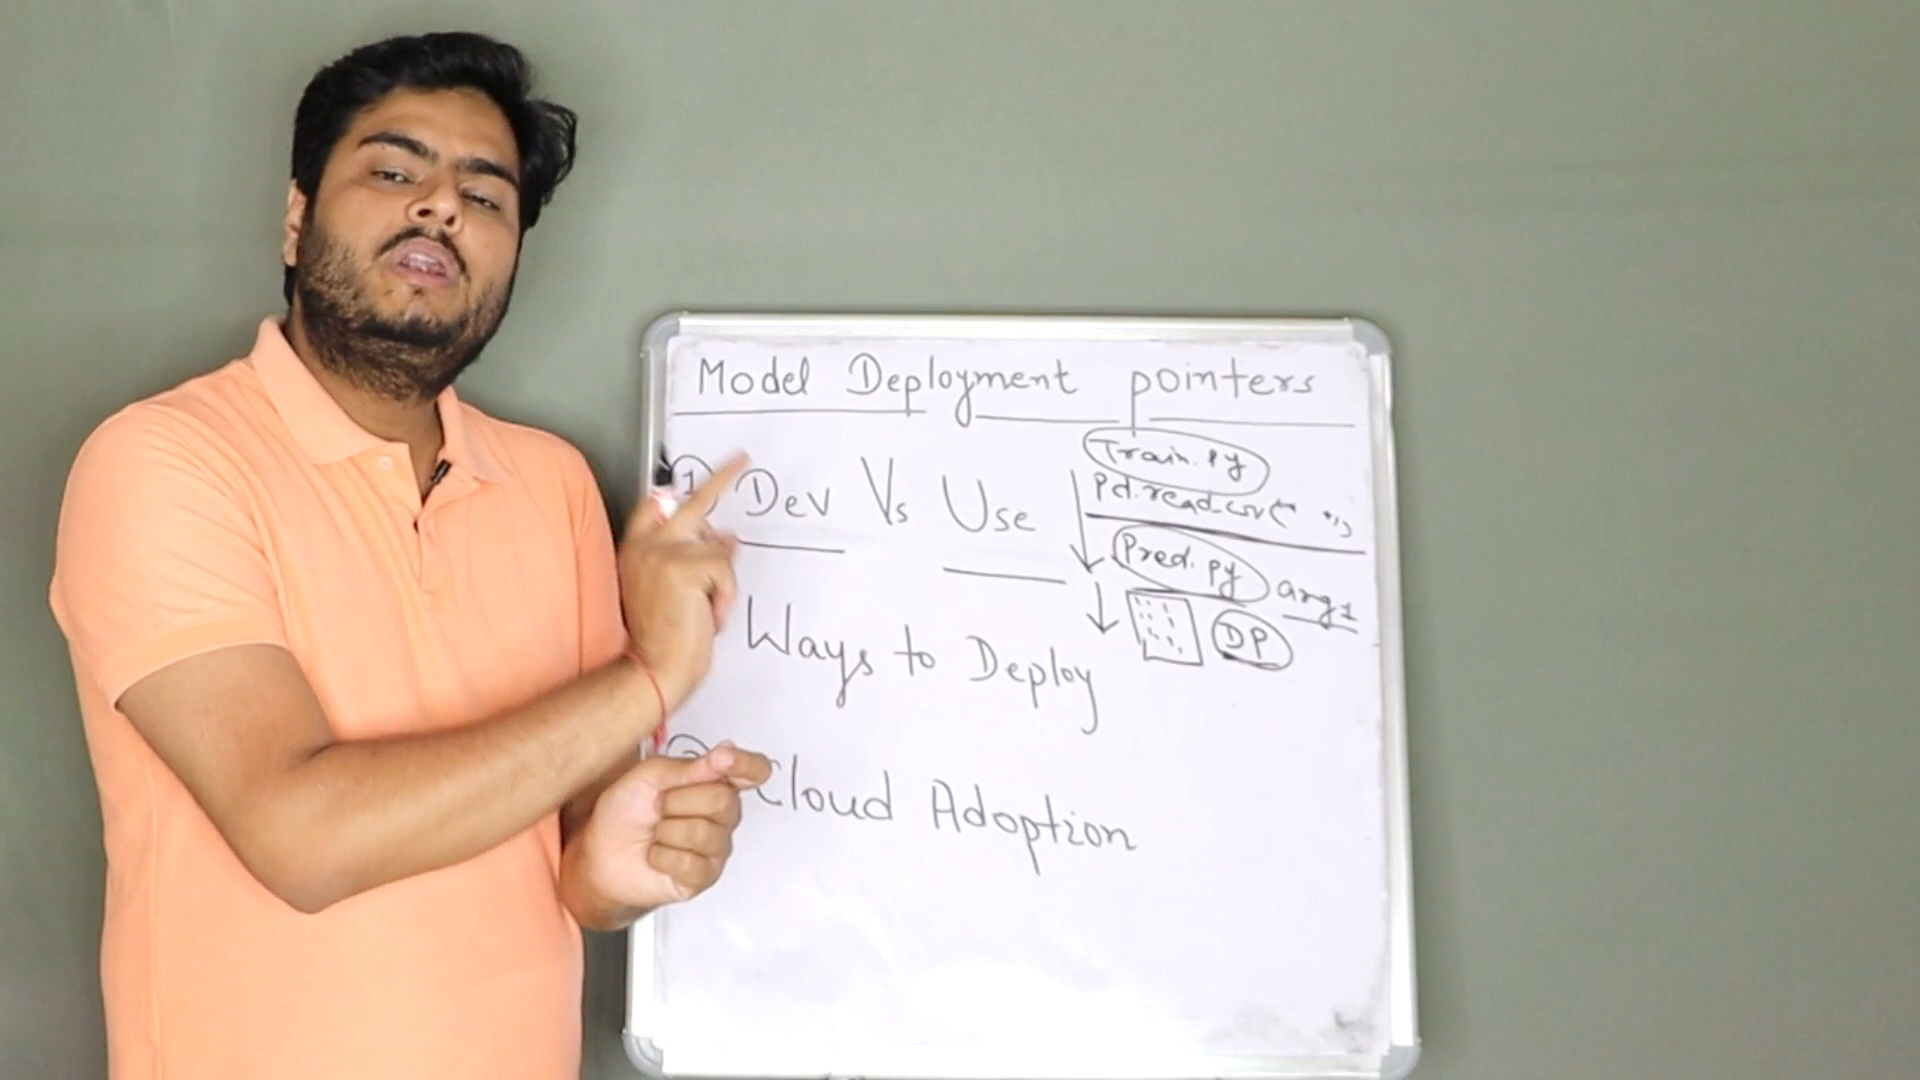 Model Deployment pointers
1 Dev Vs Use
Train.py
pd.read_csv(" ")
Pred.py arg1
DP
Ways to Deploy
Cloud Adoption